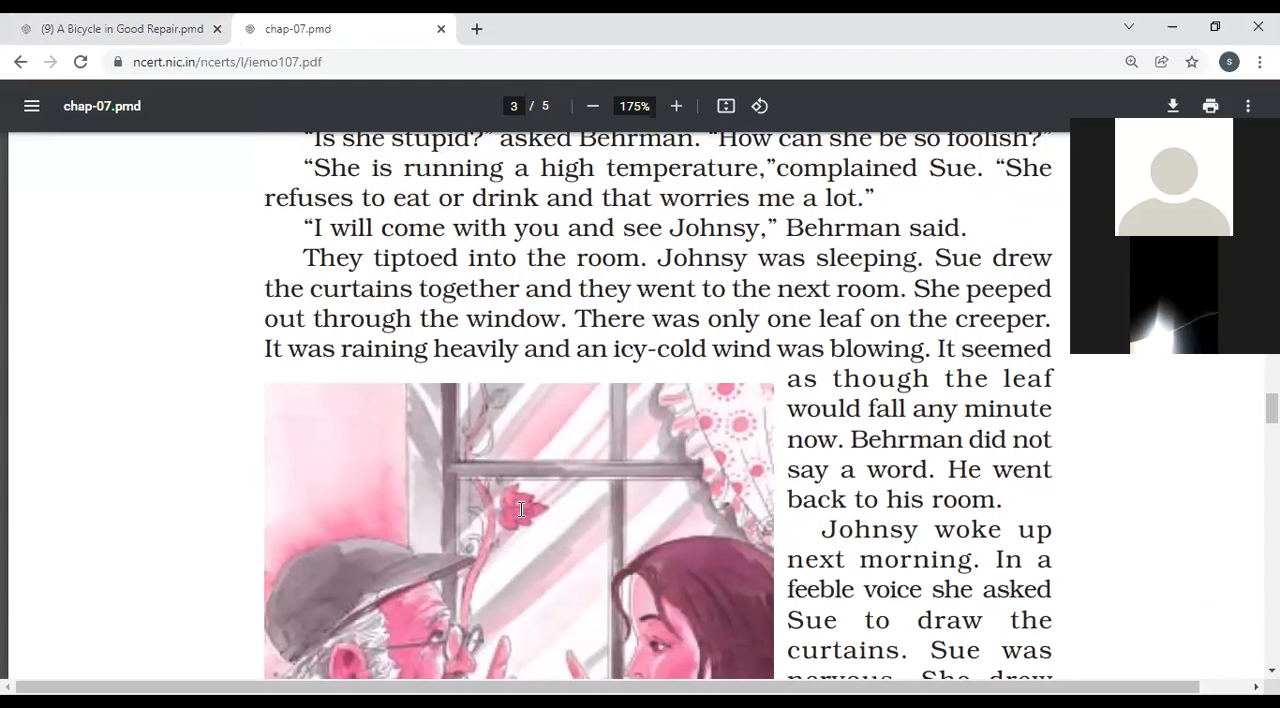 (9) A Bicycle in Good Repair.pmd
chap-07.pmd
ncert.nic.in/ncerts/l/iemo107.pdf
S
chap-07.pmd
3 / 5
175%
“Is she stupid?” asked Behrman. “How can she be so foolish?”
“She is running a high temperature,”complained Sue. “She
refuses to eat or drink and that worries me a lot.”
“I will come with you and see Johnsy,” Behrman said.
They tiptoed into the room. Johnsy was sleeping. Sue drew
the curtains together and they went to the next room. She peeped
out through the window. There was only one leaf on the creeper.
It was raining heavily and an icy-cold wind was blowing. It seemed
as though the leaf
would fall any minute
now. Behrman did not
say a word. He went
back to his room.
Johnsy woke up
next morning. In a
feeble voice she asked
Sue to draw the
curtains. Sue was
nervous. She drew